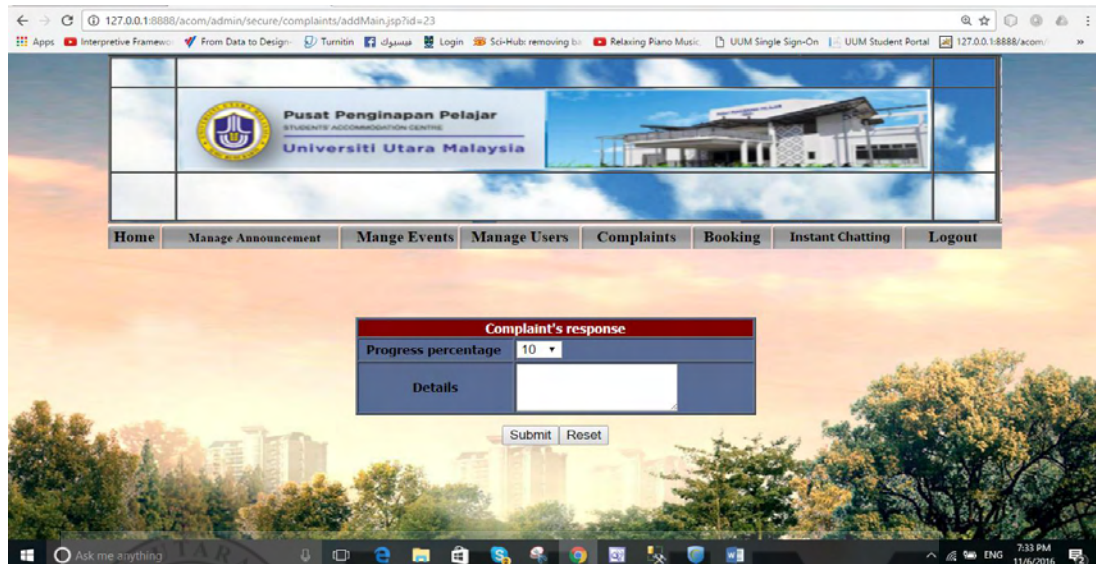 127.0.0.1:8888/acom/admin/secure/complaints/addMain.jsp?id=23
Apps Interpretive Framewo From Data to Design Turnitin فيسبوك Login Sci-Hub: removing ba Relaxing Piano Music UUM Single Sign-On UUM Student Portal 127.0.0.1:8888/acom/ »
Pusat Penginapan Pelajar
STUDENTS' ACCOMMODATION CENTRE
Universiti Utara Malaysia
Home Manage Announcement Mange Events Manage Users Complaints Booking Instant Chatting Logout
Complaint's response
Progress percentage 10
Details
Submit Reset
Ask me anything
ENG 7:33 PM
11/6/2016